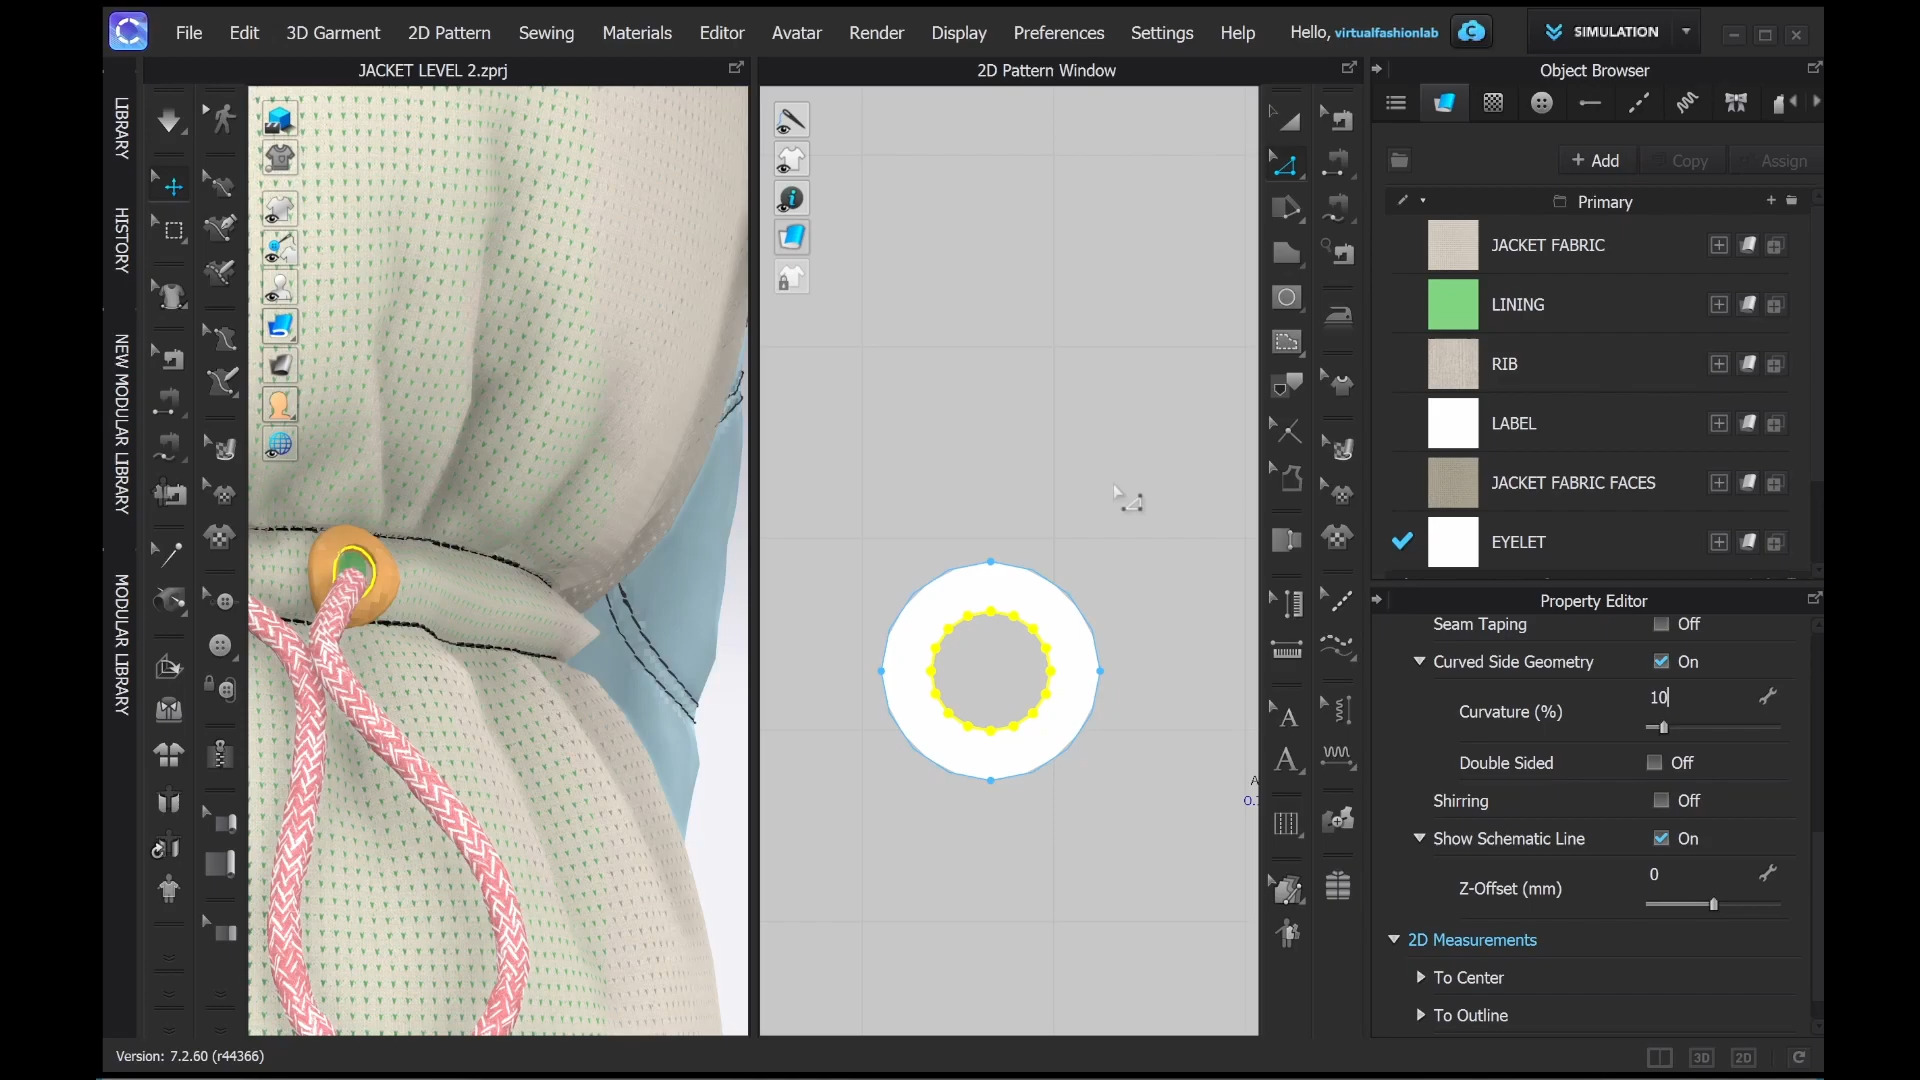 File Edit 3D Garment 2D Pattern Sewing Materials Editor Avatar Render Display Preferences Settings Help Hello, virtualfashionlab SIMULATION
JACKET LEVEL 2.zprj
2D Pattern Window
Object Browser
LIBRARY
HISTORY
NEW MODULAR LIBRARY
MODULAR LIBRARY
+ Add
Copy
Assign
Primary
JACKET FABRIC
LINING
RIB
LABEL
JACKET FABRIC FACES
EYELET
Property Editor
Seam Taping Off
Curved Side Geometry On
10
Curvature (%)
Double Sided Off
Shirring Off
Show Schematic Line On
0
Z-Offset (mm)
2D Measurements
To Center
To Outline
Version: 7.2.60 (r44366)
3D 2D